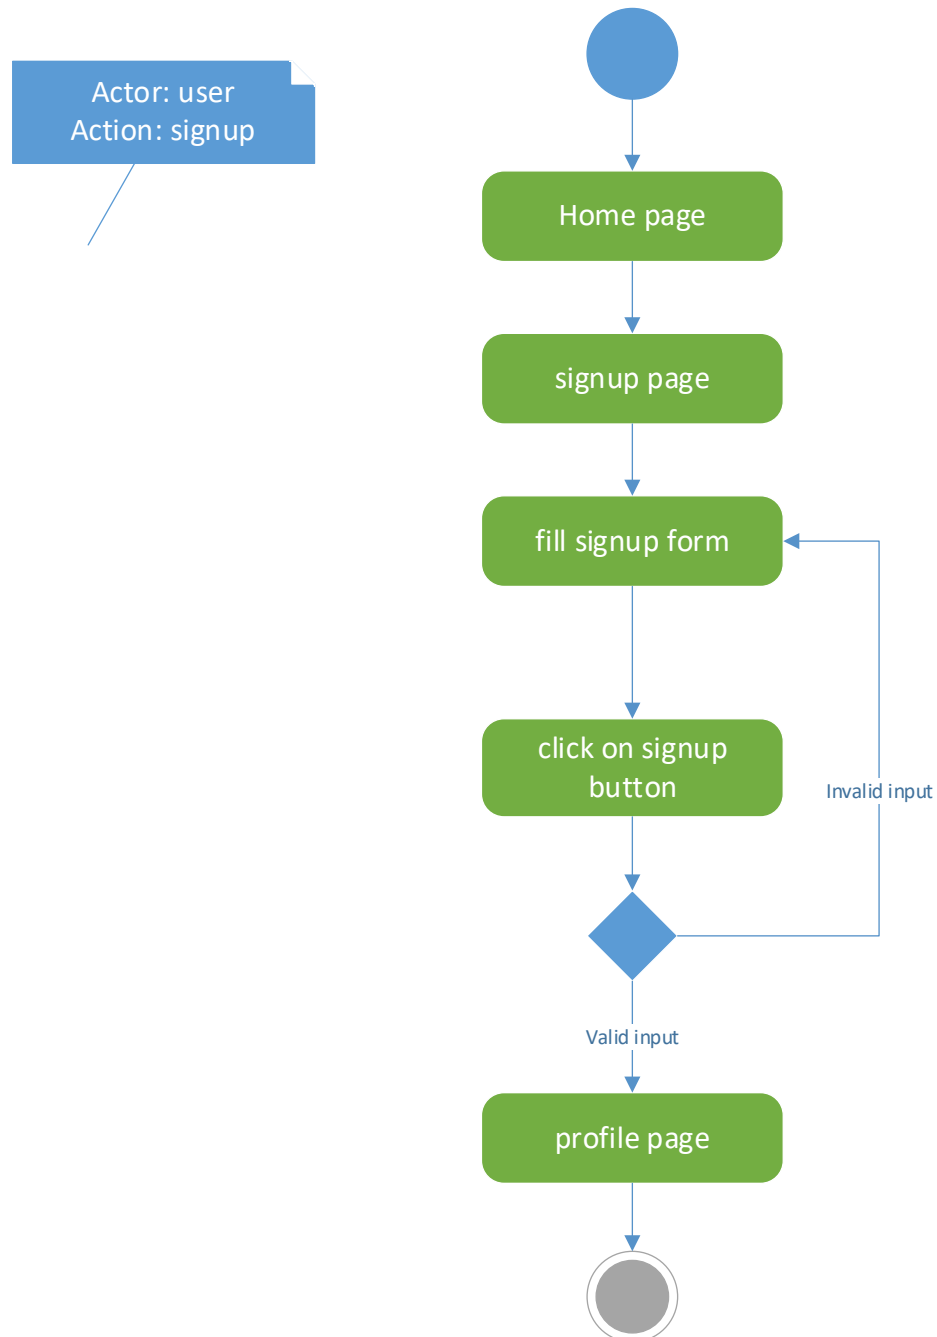 Actor: user
Action: signup
Home page
signup page
fill signup form
click on signup
button
Invalid input
Valid input
profile page